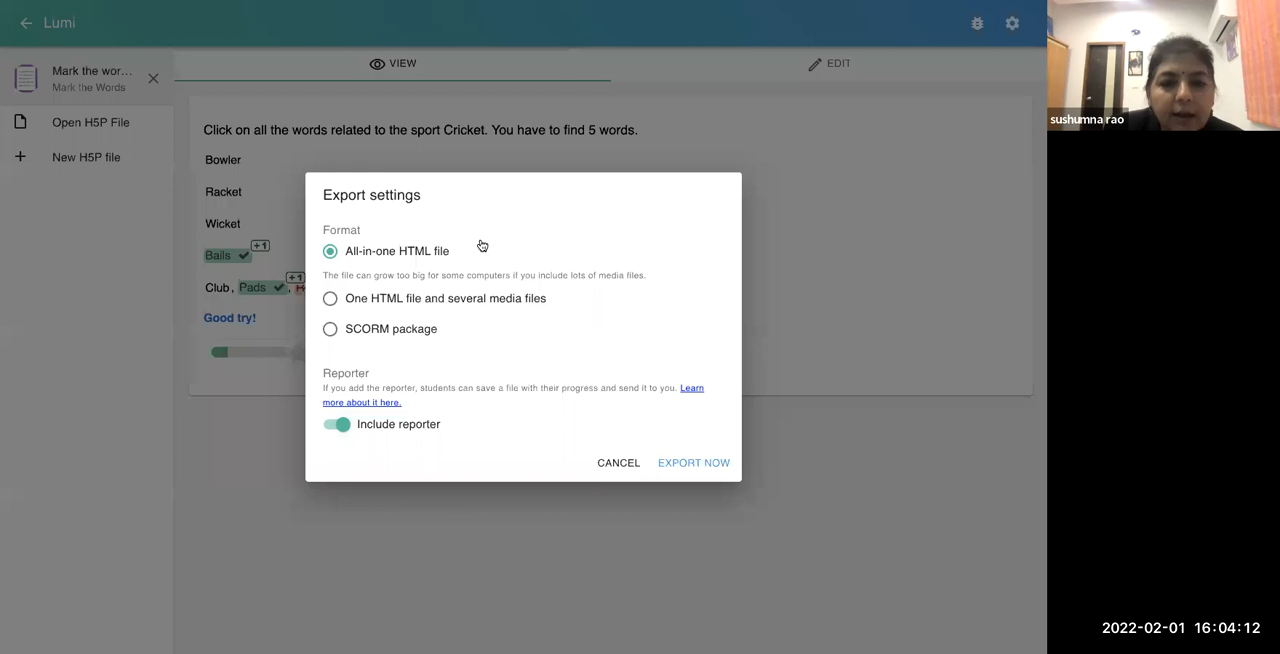 Lumi
Mark the wor...
Mark the Words
Open H5P File
New H5P file
VIEW
EDIT
Click on all the words related to the sport Cricket. You have to find 5 words.
Bowler
Racket
Wicket
Bails +1
Club, Pads +1,
Good try!
Export settings
Format
All-in-one HTML file
The file can grow too big for some computers if you include lots of media files.
One HTML file and several media files
SCORM package
Reporter
If you add the reporter, students can save a file with their progress and send it to you. Learn
more about it here.
Include reporter
CANCEL
EXPORT NOW
sushumna rao
2022-02-01 16:04:12